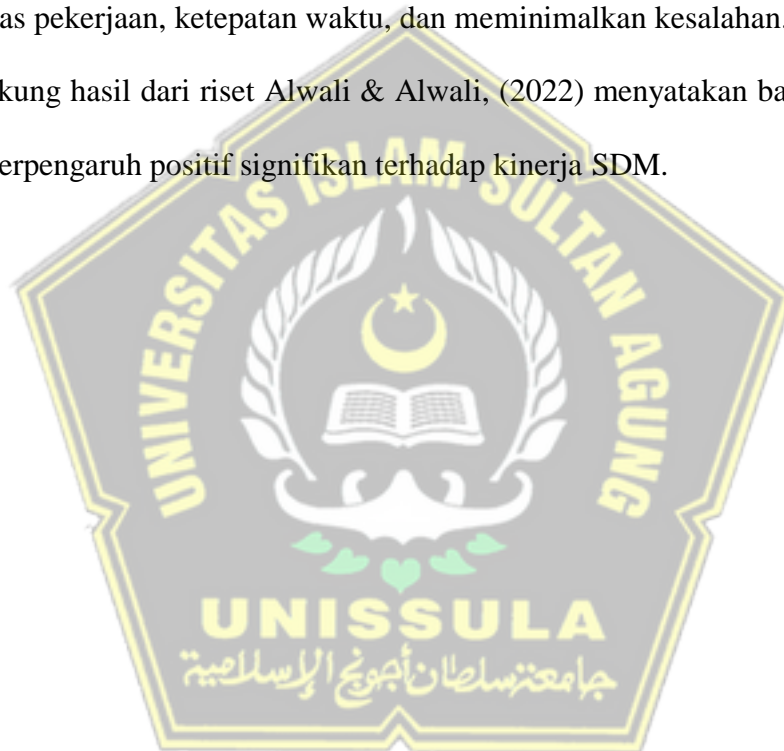 as pekerjaan, ketepatan waktu, dan meminimalkan kesalahan.
kung hasil dari riset Alwali & Alwali, (2022) menyatakan ba
erpengaruh positif signifikan terhadap kinerja SDM.
UNIVERSITAS ISLAM SULTAN AGUNG
UNISSULA
جامعة سلطان أجونج الإسلامية